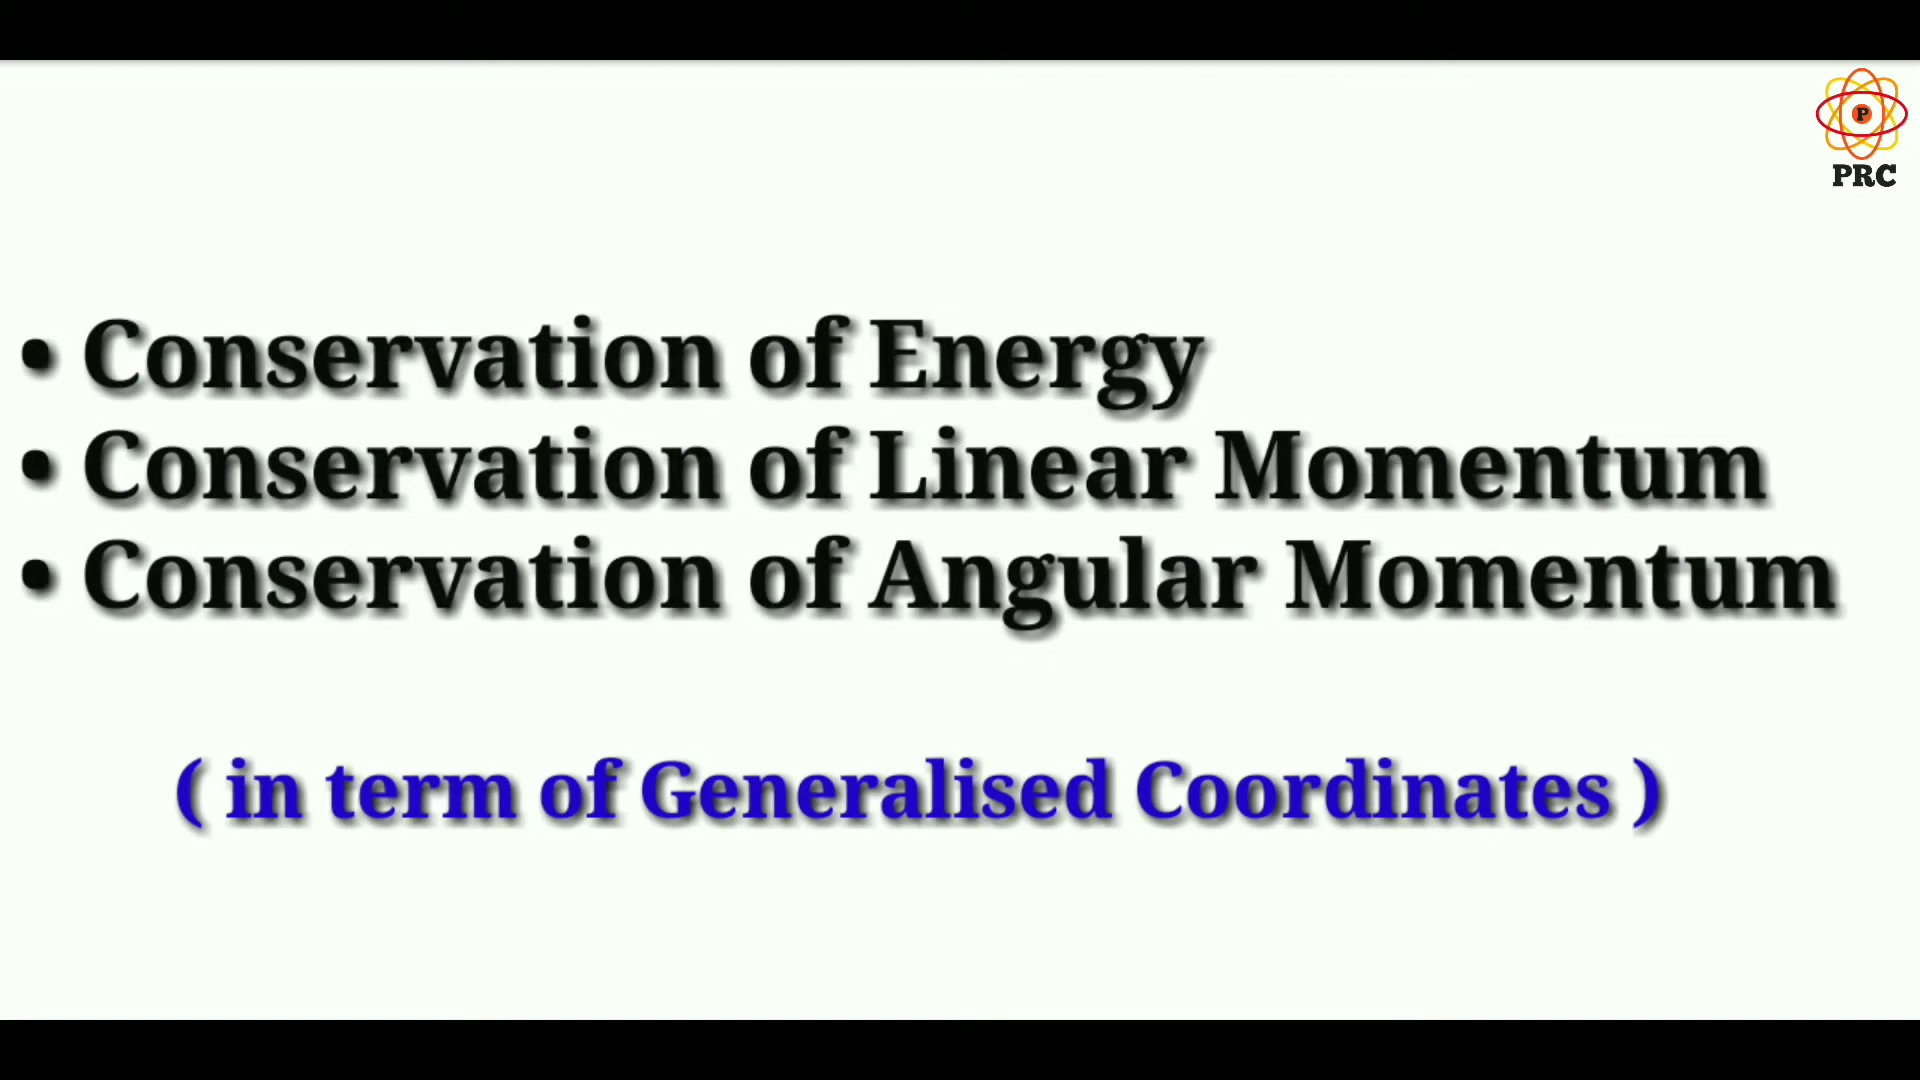 P
PRC
• Conservation of Energy
• Conservation of Linear Momentum
• Conservation of Angular Momentum
( in term of Generalised Coordinates )